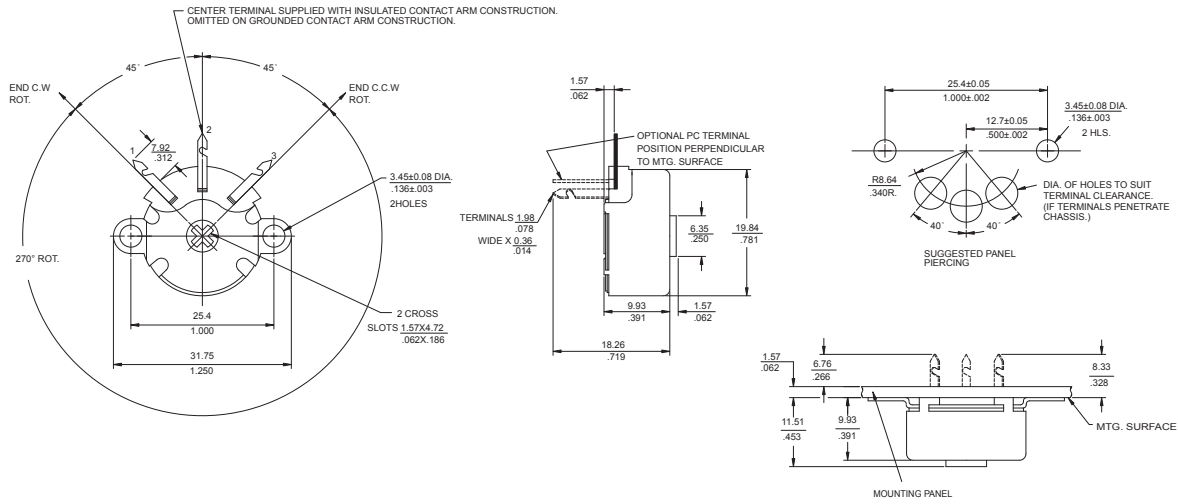 CENTER TERMINAL SUPPLIED WITH INSULATED CONTACT ARM CONSTRUCTION.
OMITTED ON GROUNDED CONTACT ARM CONSTRUCTION.
45°
45°
END C.W
ROT.
END C.C.W
ROT.
1
2
3
7.92
.312
3.45±0.08 DIA.
.136±.003
2HOLES
270° ROT.
2 CROSS
SLOTS 1.57X4.72
.062X.186
25.4
1.000
31.75
1.250
1.57
.062
OPTIONAL PC TERMINAL
POSITION PERPENDICULAR
TO MTG. SURFACE
TERMINALS 1.98
.078
WIDE X 0.36
.014
6.35
.250
19.84
.781
9.93
.391
1.57
.062
18.26
.719
25.4±0.05
1.000±.002
12.7±0.05
.500±.002
3.45±0.08 DIA.
.136±.003
2 HLS.
R8.64
.340R.
DIA. OF HOLES TO SUIT
TERMINAL CLEARANCE.
(IF TERMINALS PENETRATE
CHASSIS.)
40°
40°
SUGGESTED PANEL
PIERCING
1.57
.062
6.76
.266
8.33
.328
11.51
.453
9.93
.391
MTG. SURFACE
MOUNTING PANEL